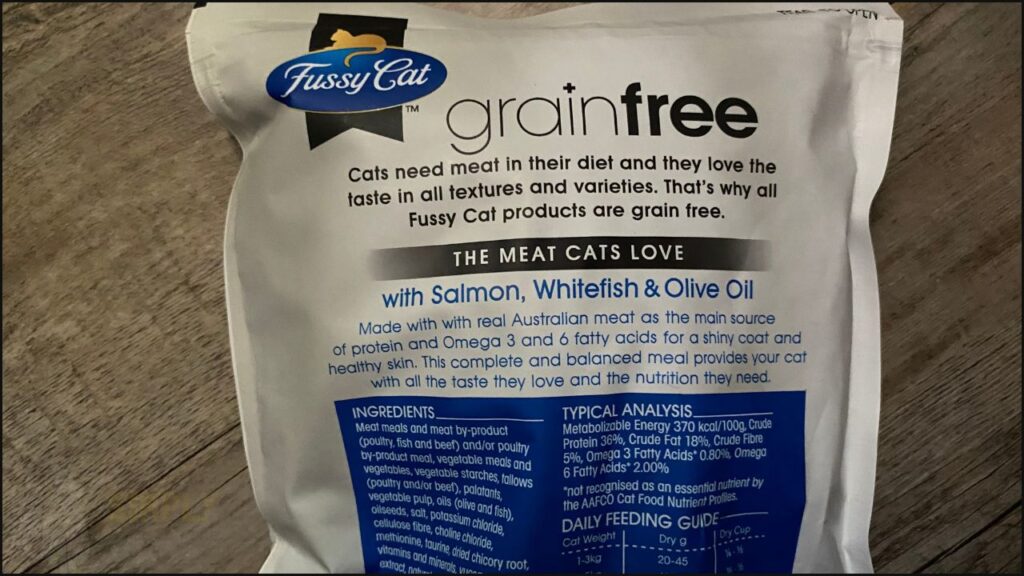 TEAR TO OPEN
Fussy Cat
TM
grainfree
Cats need meat in their diet and they love the
taste in all textures and varieties. That's why all
Fussy Cat products are grain free.
THE MEAT CATS LOVE
with Salmon, Whitefish & Olive Oil
Made with with real Australian meat as the main source
of protein and Omega 3 and 6 fatty acids for a shiny coat and
healthy skin. This complete and balanced meal provides your cat
with all the taste they love and the nutrition they need.
INGREDIENTS
Meat meals and meat by-product
(poultry, fish and beef) and/or poultry
by-product meal, vegetable meals and
vegetables, vegetable starches, tallows
(poultry and/or beef), palatants,
vegetable pulp, oils (olive and fish),
oilseeds, salt, potassium chloride,
cellulose fibre, choline chloride,
methionine, taurine, dried chicory root,
vitamins and minerals,
extract,
TYPICAL ANALYSIS
Metabolizable Energy 370 kcal/100g, Crude
Protein 36%, Crude Fat 18%, Crude Fibre
5%, Omega 3 Fatty Acids* 0.80%, Omega
6 Fatty Acids* 2.00%
*not recognised as an essential nutrient by
the AAFCO Cat Food Nutrient Profiles.
DAILY FEEDING GUIDE
Cat Weight Dry g Dry Cup
1-3kg 20-45